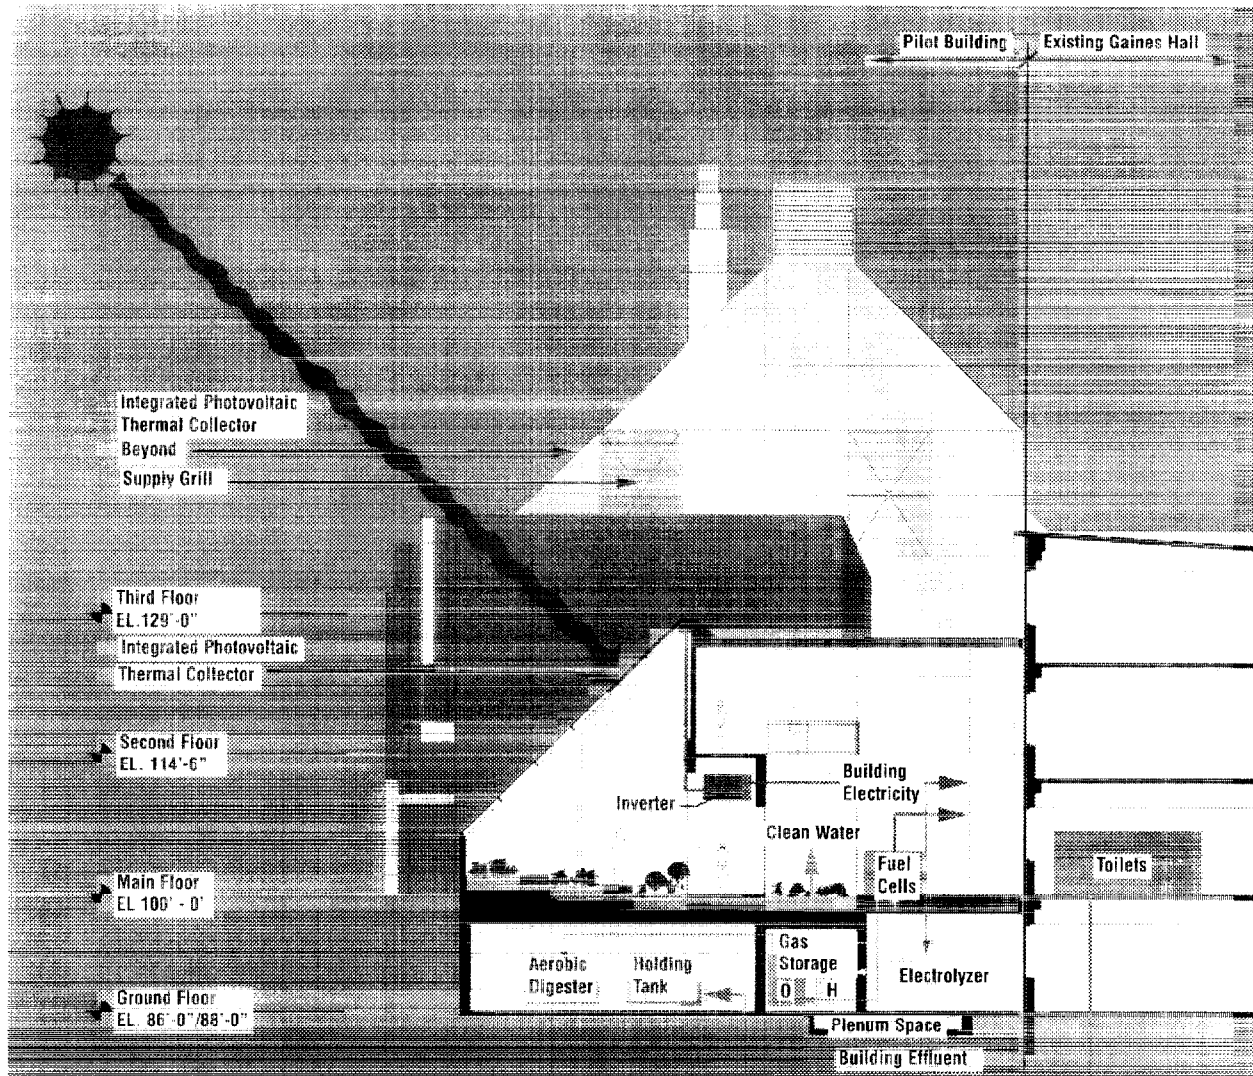 Pilot Building
Existing Gaines Hall
Integrated Photovoltaic
Thermal Collector
Beyond
Supply Grill
Third Floor
EL.129'-0"
Integrated Photovoltaic
Thermal Collector
Second Floor
EL. 114'-6"
Building
Electricity
Inverter
Clean Water
Fuel
Cells
Toilets
Main Floor
EL 100' - 0'
Gas
Storage
O H
Aerobic
Digester
Holding
Tank
Electrolyzer
Ground Floor
EL. 86'-0"/88'-0"
Plenum Space
Building Effluent